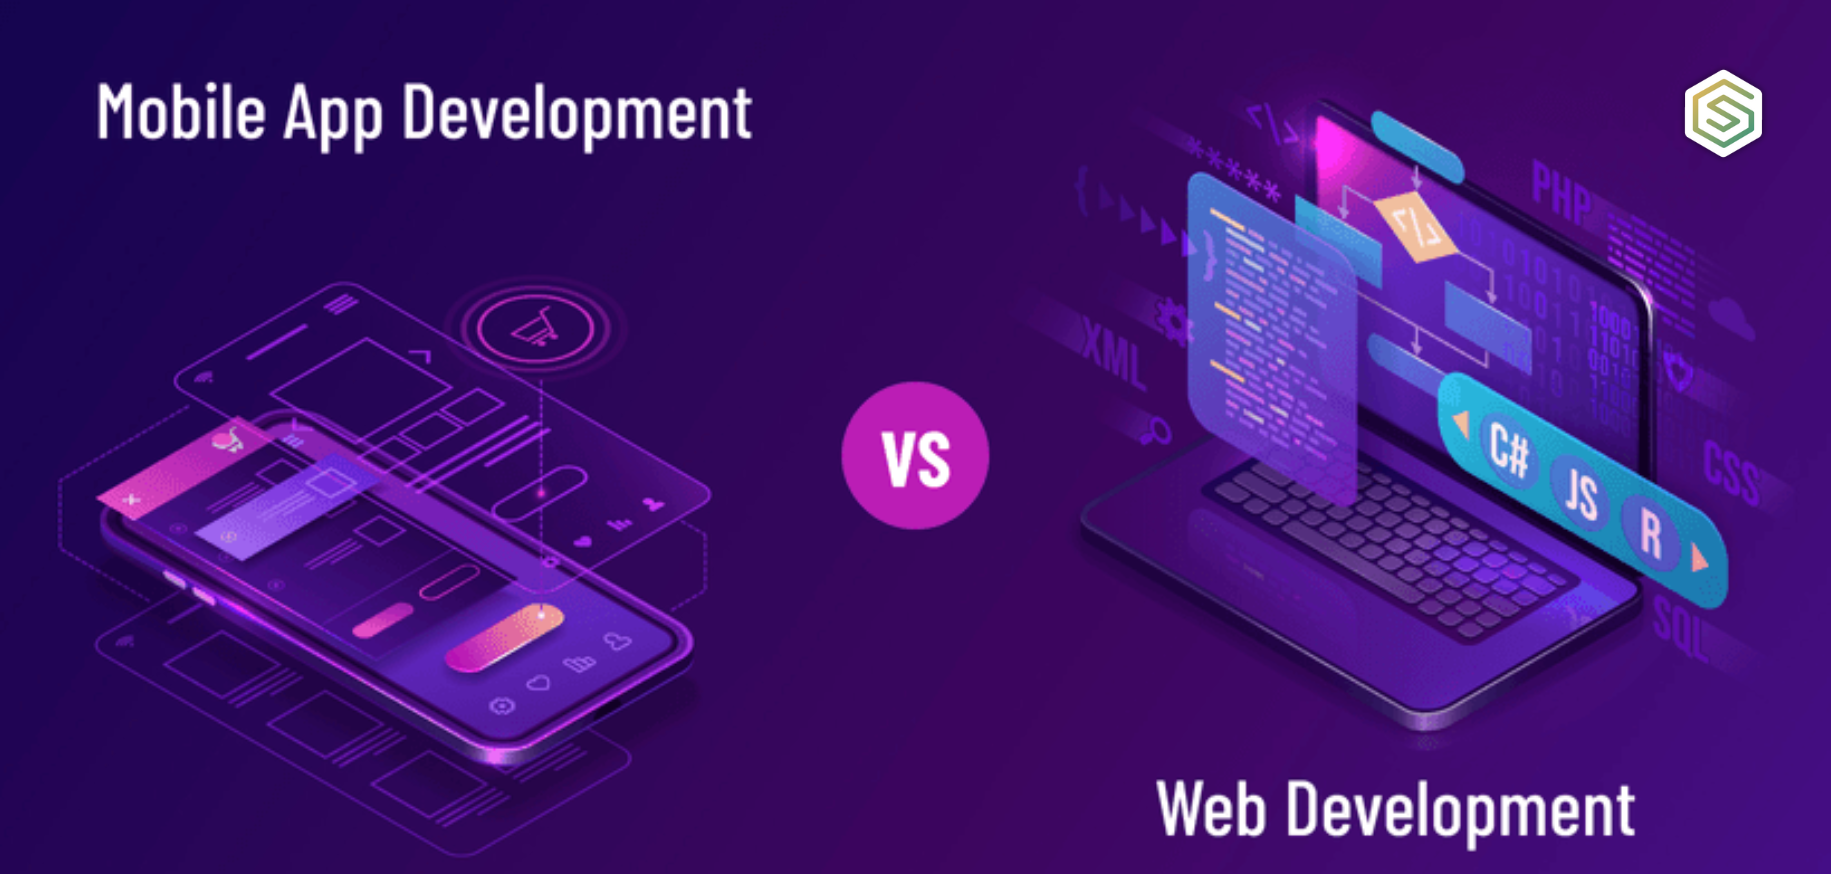 Mobile App Development
</>
*****
PHP
{
</>
}
XML
VS
C# JS R
CSS
SQL
Web Development